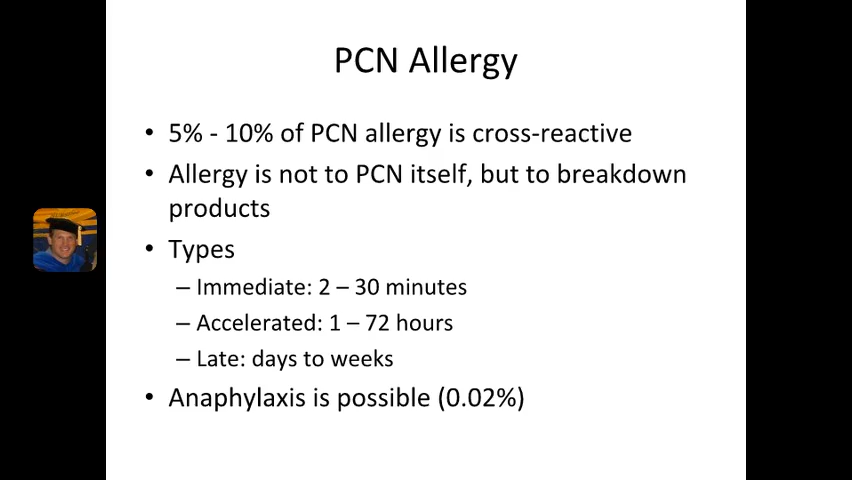 PCN Allergy
• 5% - 10% of PCN allergy is cross-reactive
• Allergy is not to PCN itself, but to breakdown
products
• Types
– Immediate: 2 – 30 minutes
– Accelerated: 1 – 72 hours
– Late: days to weeks
• Anaphylaxis is possible (0.02%)